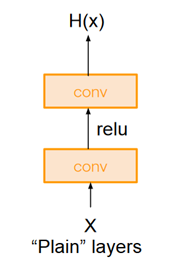 H(x)
conv
relu
conv
X
“Plain” layers